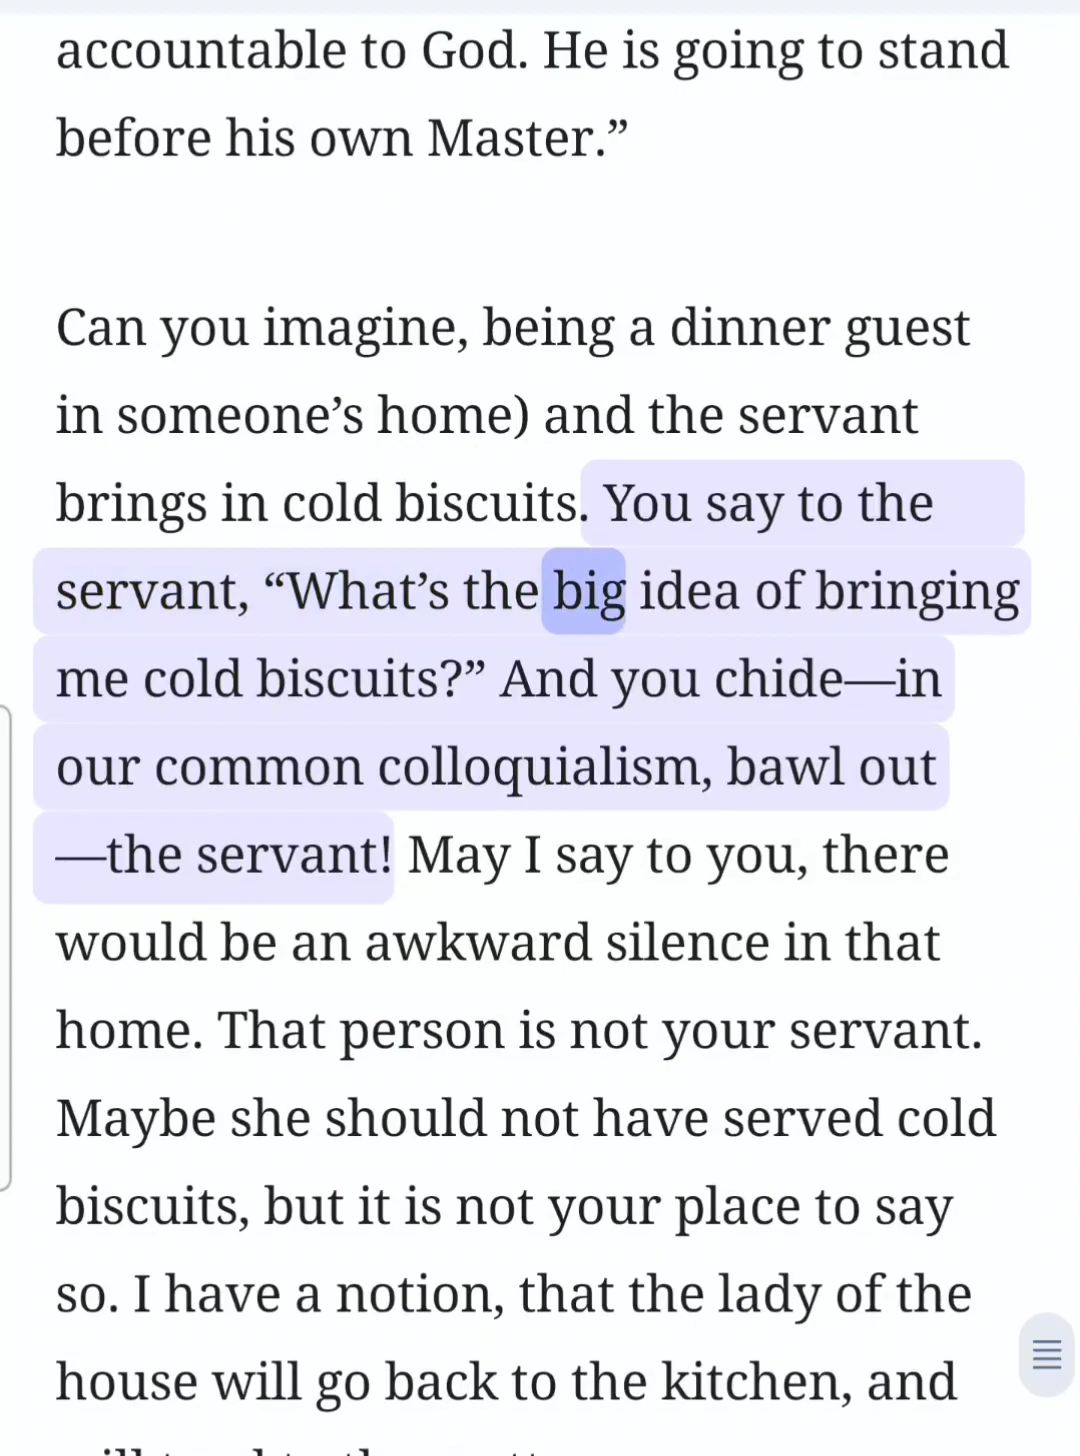 accountable to God. He is going to stand
before his own Master.”
Can you imagine, being a dinner guest
in someone’s home) and the servant
brings in cold biscuits. You say to the
servant, “What’s the big idea of bringing
me cold biscuits?” And you chide—in
our common colloquialism, bawl out
—the servant! May I say to you, there
would be an awkward silence in that
home. That person is not your servant.
Maybe she should not have served cold
biscuits, but it is not your place to say
so. I have a notion, that the lady of the
house will go back to the kitchen, and